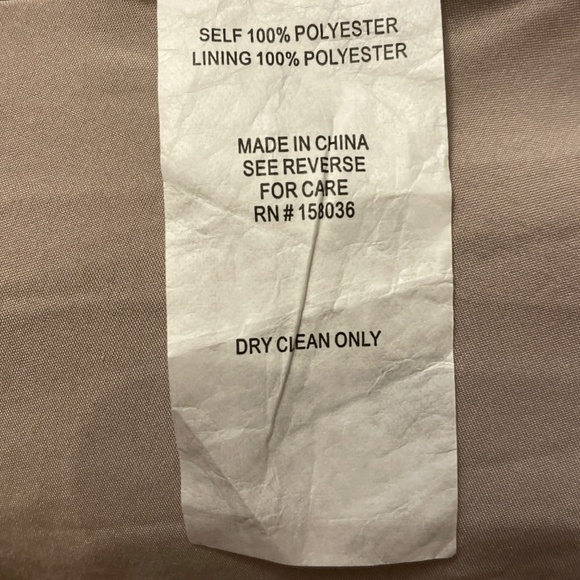 SELF 100% POLYESTER
LINING 100% POLYESTER
MADE IN CHINA
SEE REVERSE
FOR CARE
RN # 158036
DRY CLEAN ONLY